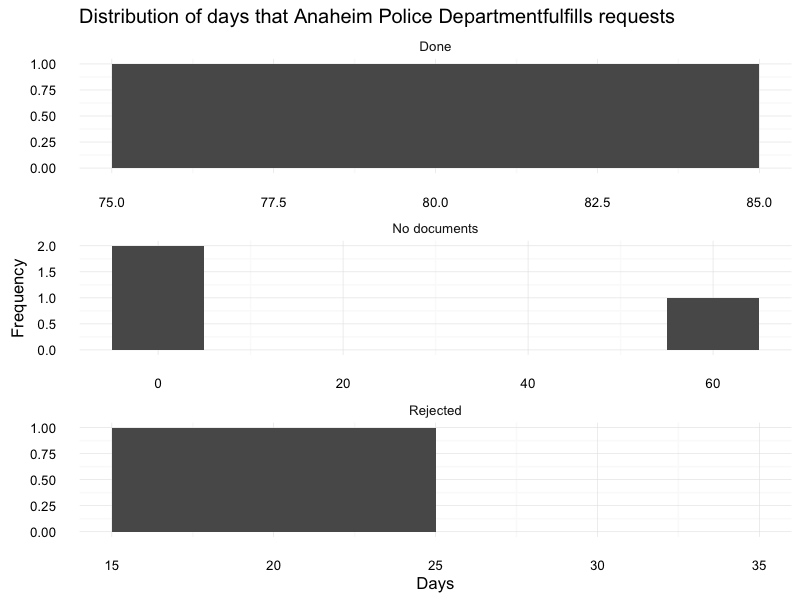 Distribution of days that Anaheim Police Departmentfulfills requests
Done
1.00
0.75
0.50
0.25
0.00
75.0 77.5 80.0 82.5 85.0
No documents
Frequency
2.0
1.5
1.0
0.5
0.0
0 20 40 60
Rejected
1.00
0.75
0.50
0.25
0.00
15 20 25 30 35
Days